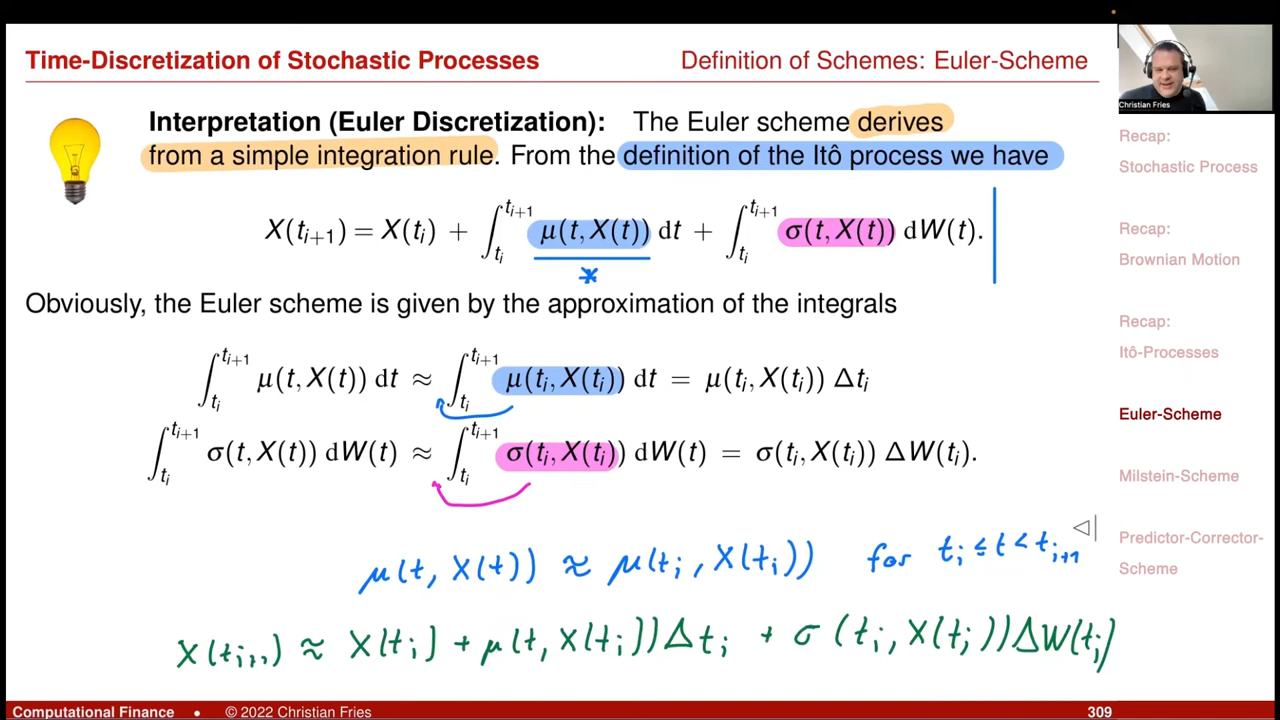 Time-Discretization of Stochastic Processes
Definition of Schemes: Euler-Scheme
Christian Fries
Interpretation (Euler Discretization): The Euler scheme derives
from a simple integration rule. From the definition of the Itô process we have
X(t_{i+1}) = X(t_i) + ∫_{t_i}^{t_{i+1}} μ(t, X(t)) dt + ∫_{t_i}^{t_{i+1}} σ(t, X(t)) dW(t).
*
Obviously, the Euler scheme is given by the approximation of the integrals
∫_{t_i}^{t_{i+1}} μ(t, X(t)) dt ≈ ∫_{t_i}^{t_{i+1}} μ(t_i, X(t_i)) dt = μ(t_i, X(t_i)) Δt_i
∫_{t_i}^{t_{i+1}} σ(t, X(t)) dW(t) ≈ ∫_{t_i}^{t_{i+1}} σ(t_i, X(t_i)) dW(t) = σ(t_i, X(t_i)) ΔW(t_i).
μ(t, X(t)) ≈ μ(t_i, X(t_i)) for t_i ≤ t < t_{i+1}
X(t_{i+1}) ≈ X(t_i) + μ(t, X(t_i)) Δt_i + σ(t_i, X(t_i)) ΔW(t_i)
Recap:
Stochastic Process
Recap:
Brownian Motion
Recap:
Itô-Processes
Euler-Scheme
Milstein-Scheme
Predictor-Corrector-
Scheme
Computational Finance • © 2022 Christian Fries
309